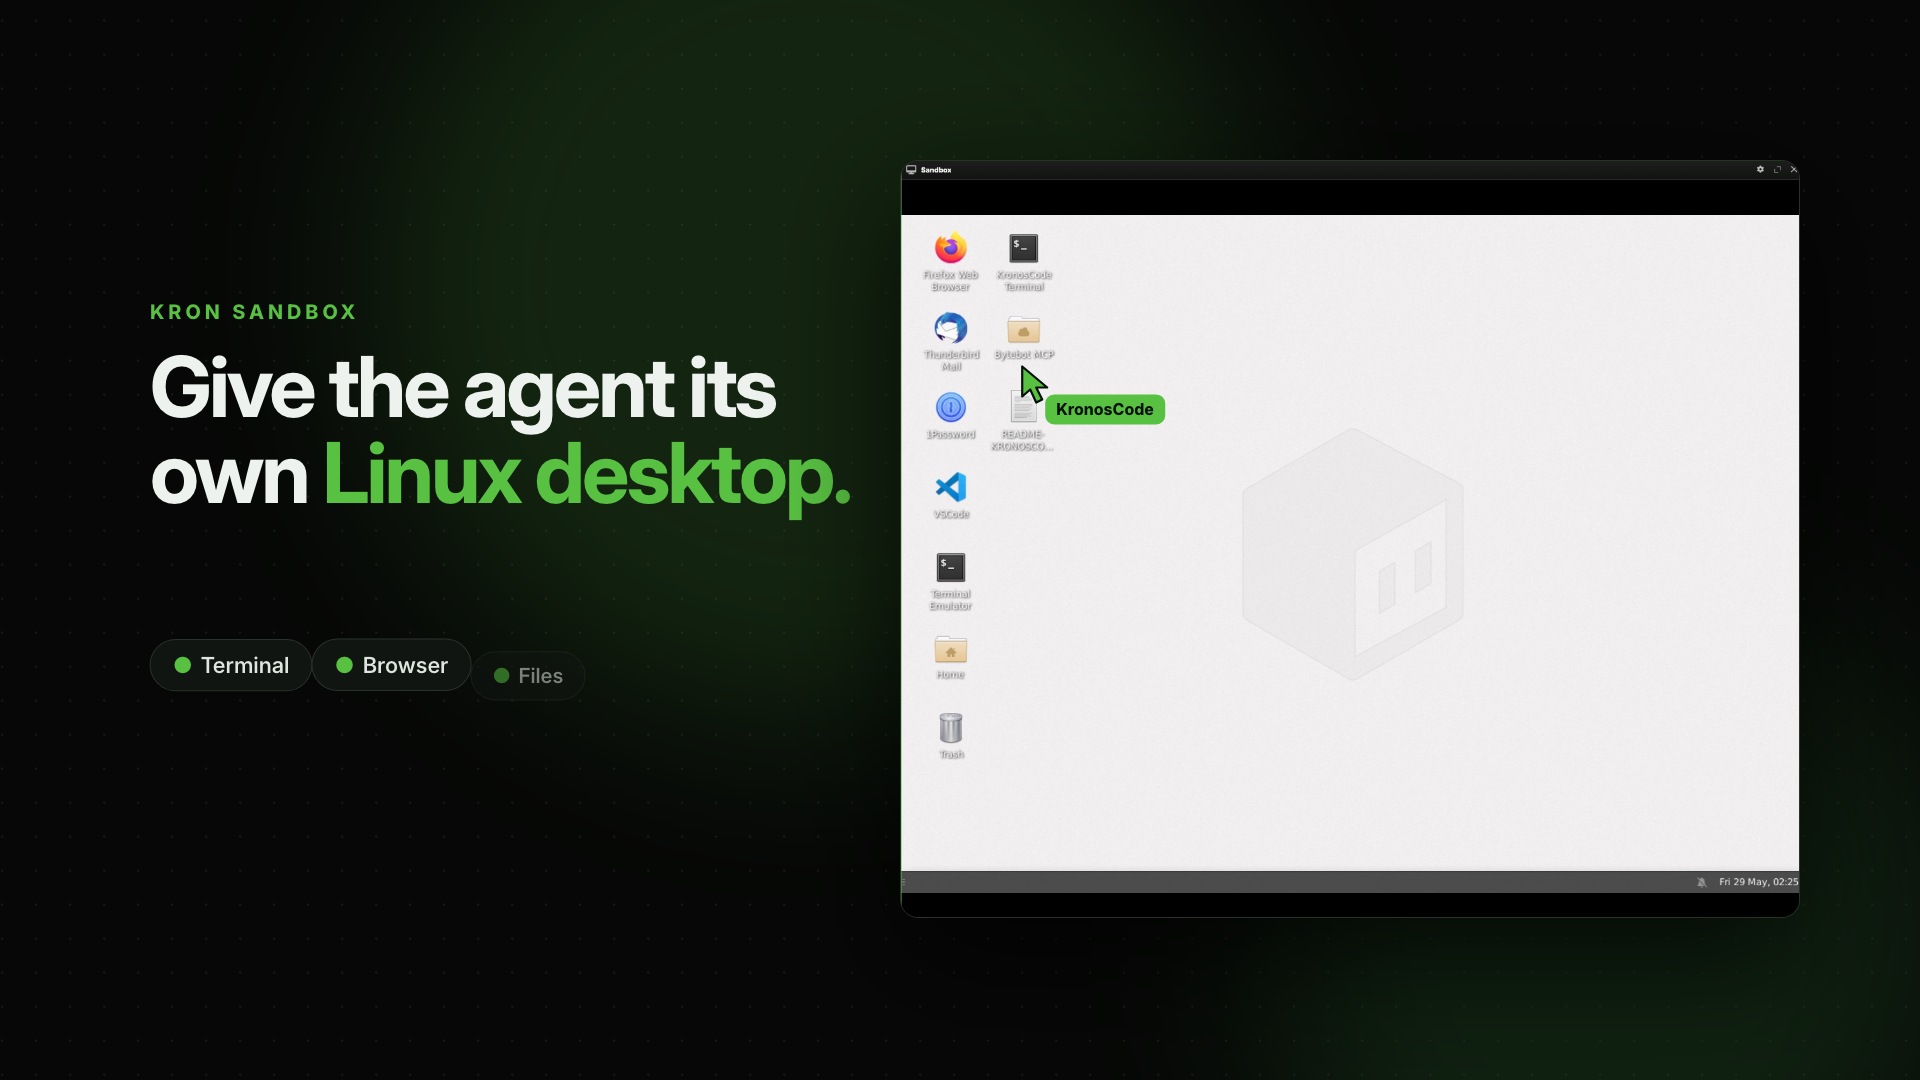 KRON SANDBOX
Give the agent its
own Linux desktop.
Terminal
Browser
Files
Sandbox
Firefox Web
Browser
KronosCode
Terminal
Thunderbird
Mail
Bytebot MCP
KronosCode
1Password
README-
KRONOSCO...
VSCode
$_
Terminal
Emulator
Home
Trash
Fri 29 May, 02:25